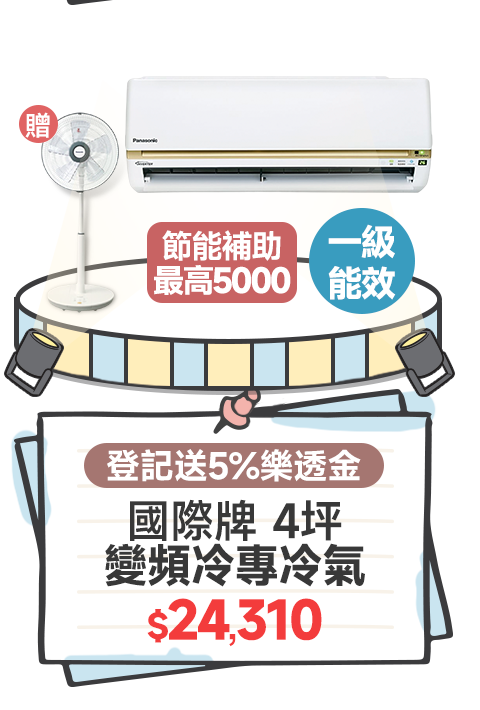 贈
Panasonic
節能補助
最高5000
一級
能效
登記送5%樂透金
國際牌 4坪
變頻冷專冷氣
$24,310